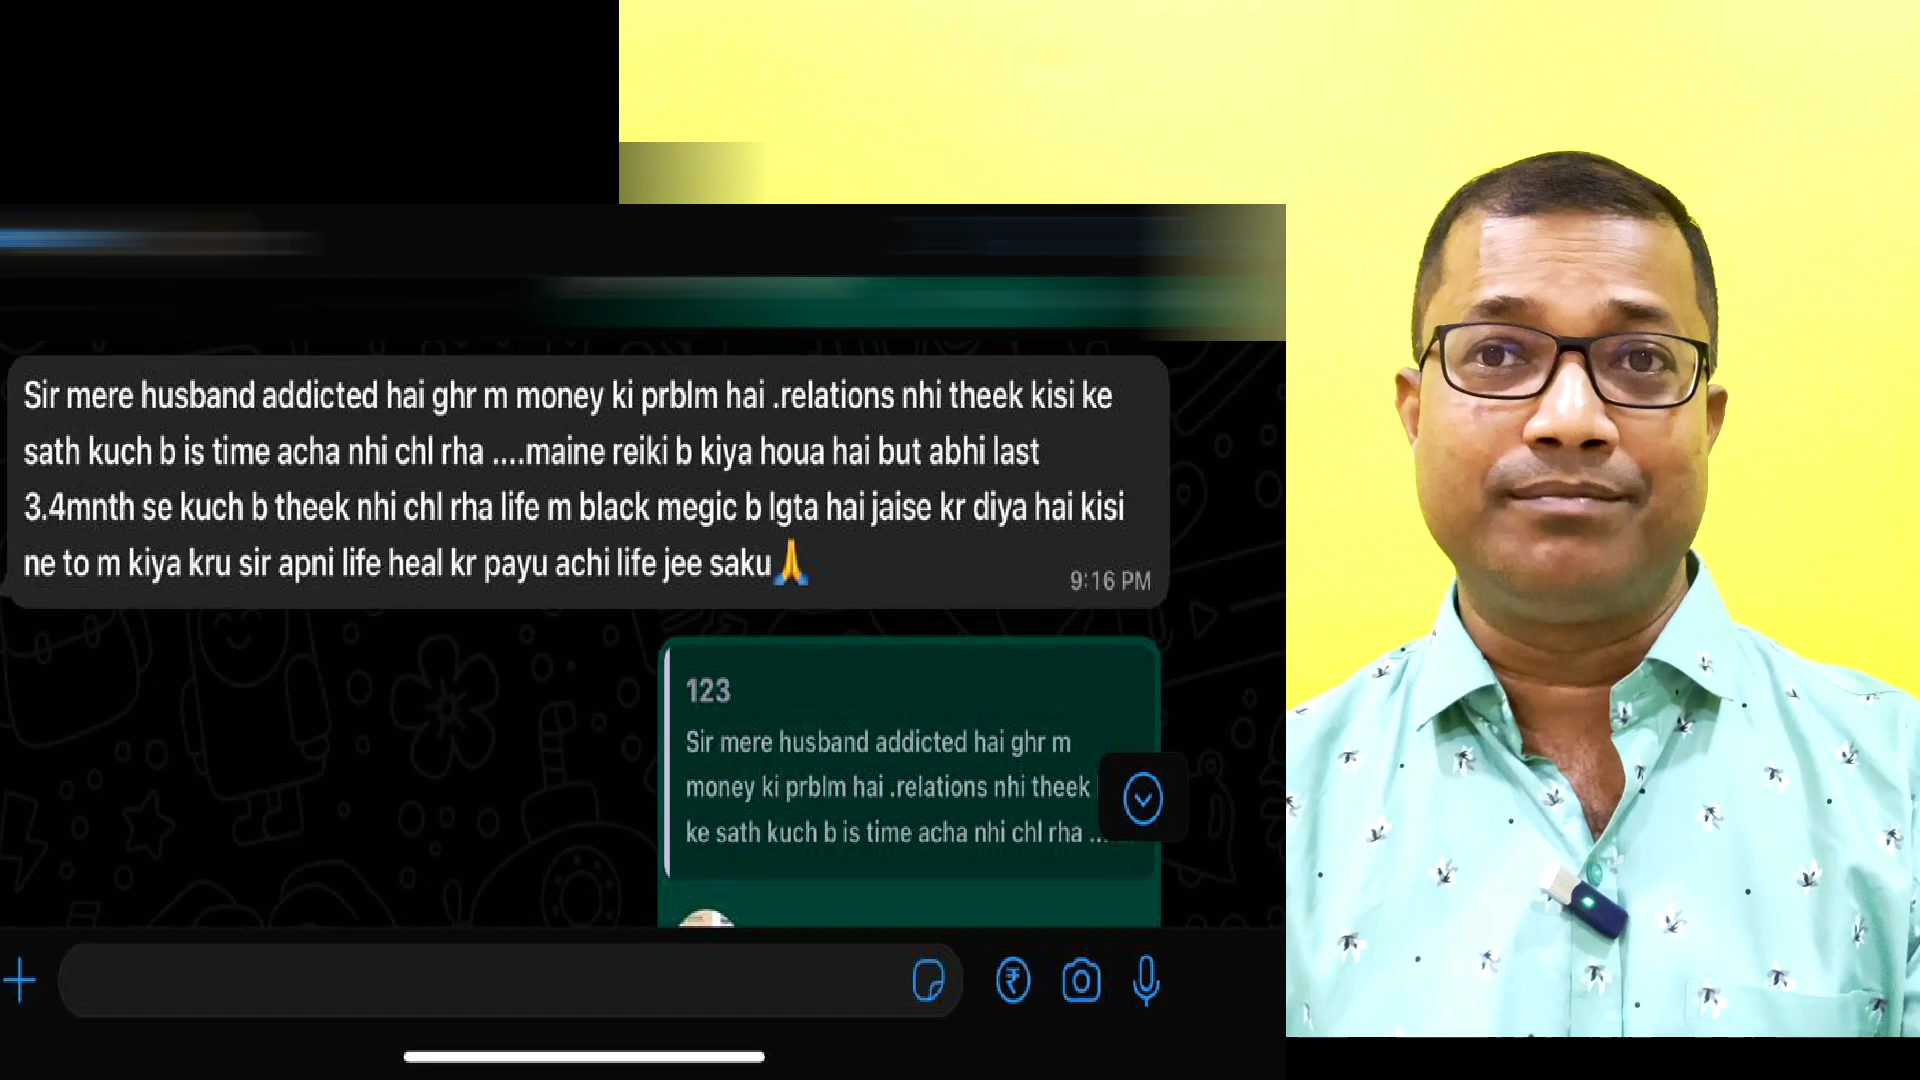 Sir mere husband addicted hai ghr m money ki prblm hai .relations nhi theek kisi ke
sath kuch b is time acha nhi chl rha ....maine reiki b kiya houa hai but abhi last
3.4mnth se kuch b theek nhi chl rha life m black megic b lgta hai jaise kr diya hai kisi
ne to m kiya kru sir apni life heal kr payu achi life jee saku🙏
9:16 PM
123
Sir mere husband addicted hai ghr m
money ki prblm hai .relations nhi theek
ke sath kuch b is time acha nhi chl rha ...